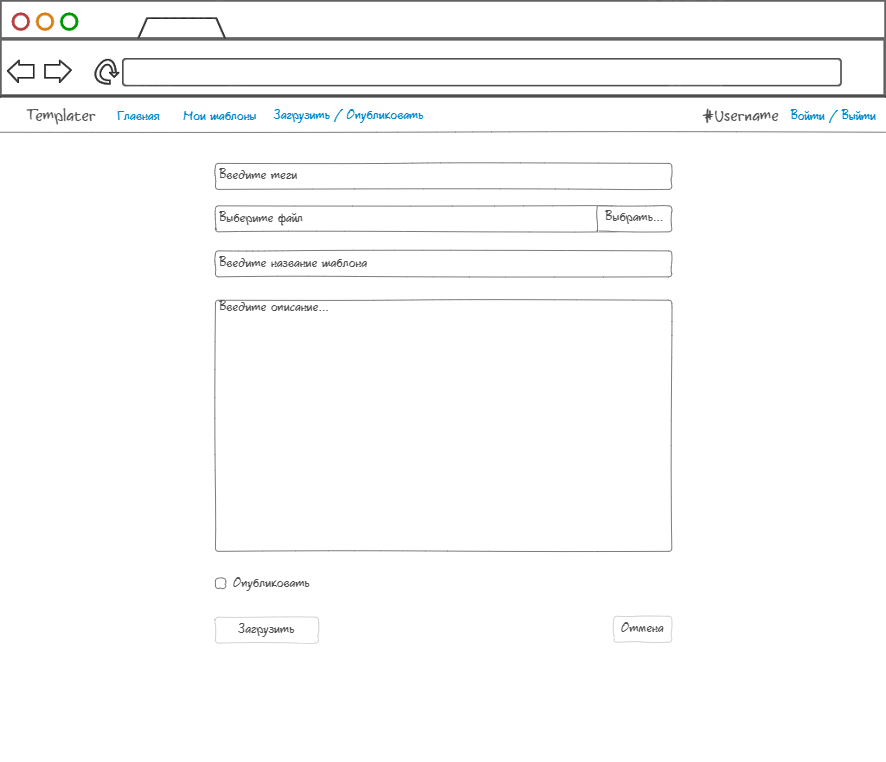 Templater Главная Мои шаблоны Загрузить / Опубликовать #Username Войти / Выйти
Введите теги
Выберите файл Выбрать...
Введите название шаблона
Введите описание...
Опубликовать
Загрузить Отмена